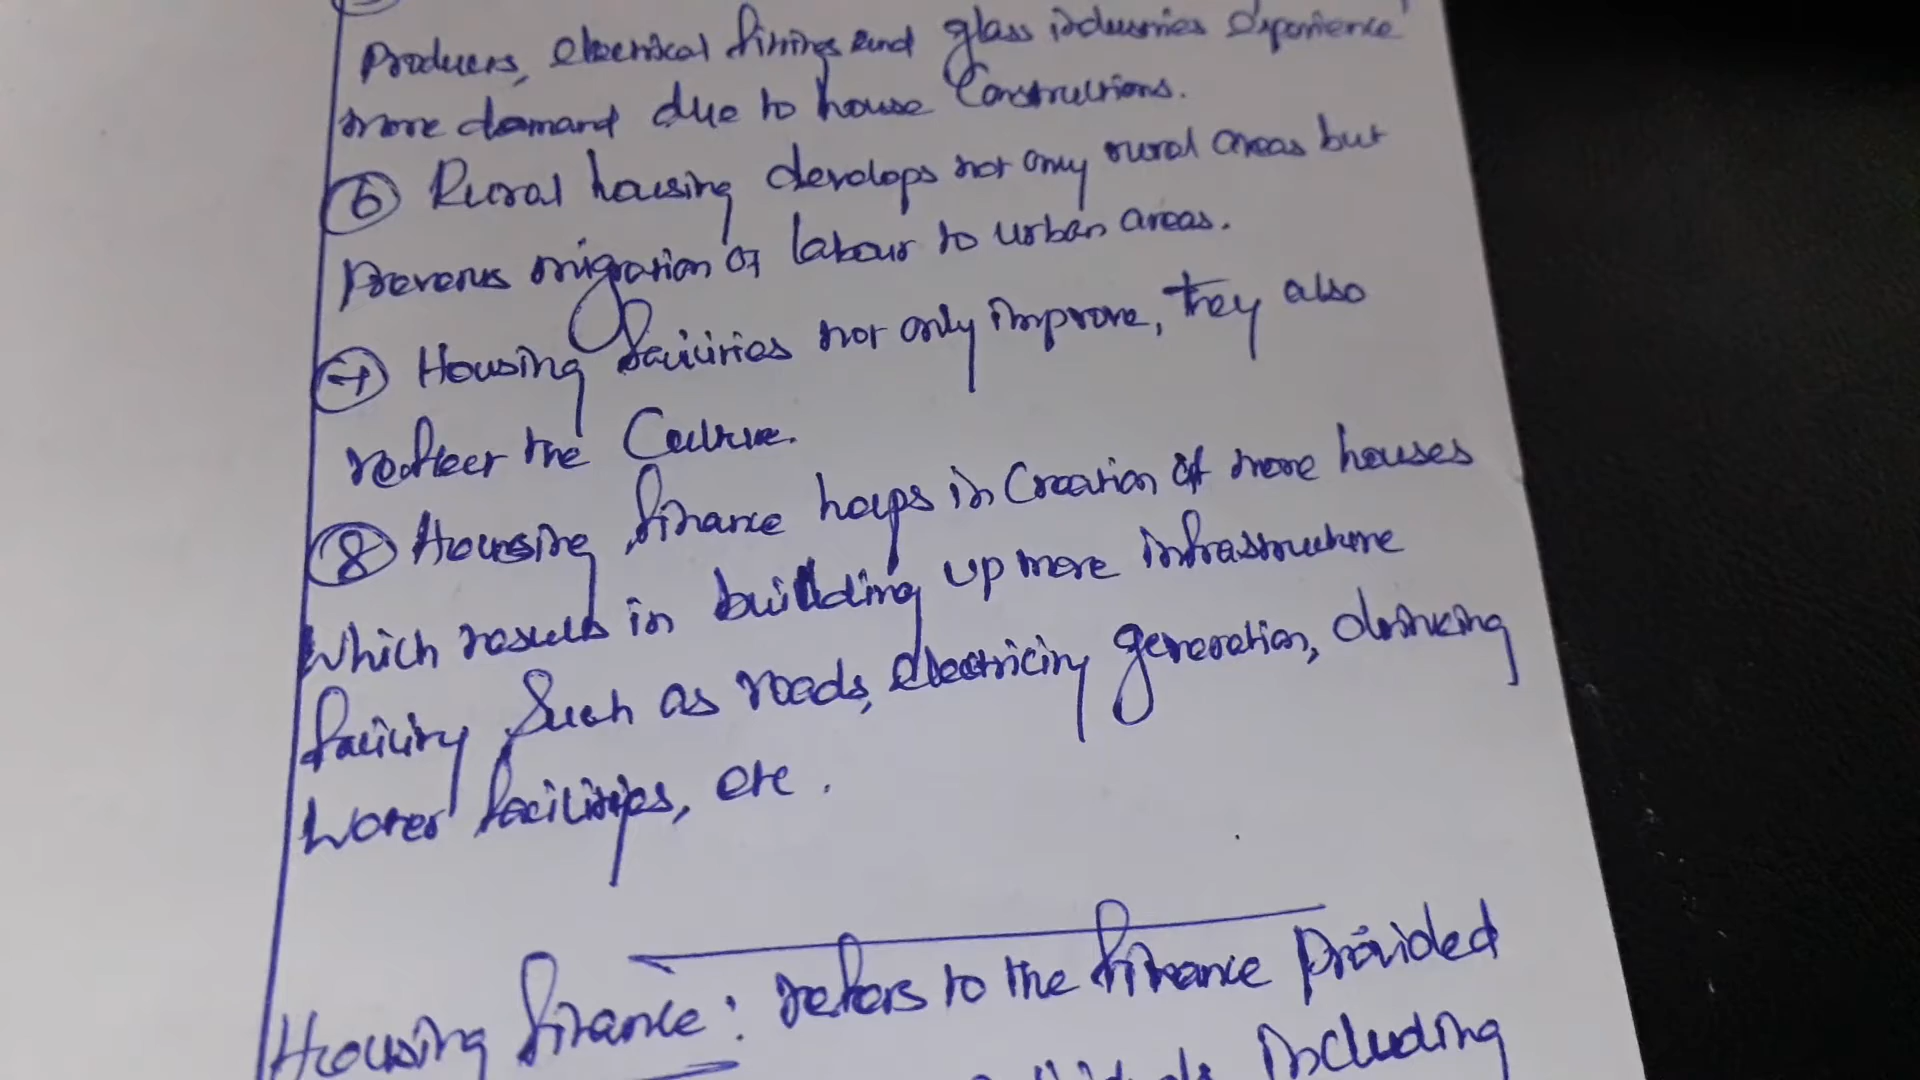 Producers, electrical fittings and glass industries experience
more demand due to house Constructions.
6 Rural housing develops not only rural areas but
prevents migration of labour to urban areas.
7 Housing facilities not only improve, they also
reflect the Culture.
8 Housing finance helps in Creation of more houses
which results in building up more infrastructure
facility such as roads, electricity generation, drinking
water facilities, etc.
Housing finance: refers to the finance provided
including